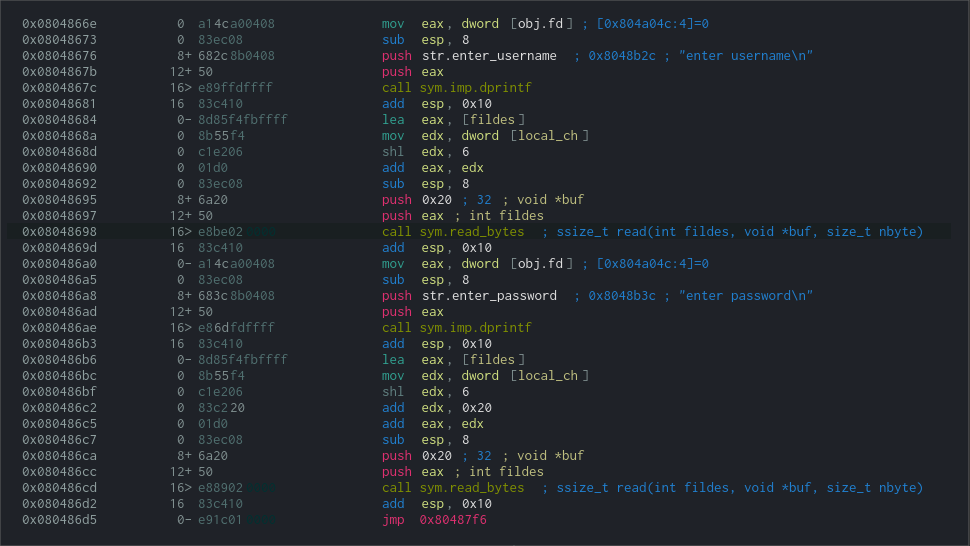 0x0804866e 0 a14ca00408 mov eax, dword [obj.fd] ; [0x804a04c:4]=0
0x08048673 0 83ec08 sub esp, 8
0x08048676 8+ 682c8b0408 push str.enter_username ; 0x8048b2c ; "enter username\n"
0x0804867b 12+ 50 push eax
0x0804867c 16> e89ffdffff call sym.imp.dprintf
0x08048681 16 83c410 add esp, 0x10
0x08048684 0- 8d85f4fbffff lea eax, [fildes]
0x0804868a 0 8b55f4 mov edx, dword [local_ch]
0x0804868d 0 c1e206 shl edx, 6
0x08048690 0 01d0 add eax, edx
0x08048692 0 83ec08 sub esp, 8
0x08048695 8+ 6a20 push 0x20 ; 32 ; void *buf
0x08048697 12+ 50 push eax ; int fildes
0x08048698 16> e8be02 call sym.read_bytes ; ssize_t read(int fildes, void *buf, size_t nbyte)
0x0804869d 16 83c410 add esp, 0x10
0x080486a0 0- a14ca00408 mov eax, dword [obj.fd] ; [0x804a04c:4]=0
0x080486a5 0 83ec08 sub esp, 8
0x080486a8 8+ 683c8b0408 push str.enter_password ; 0x8048b3c ; "enter password\n"
0x080486ad 12+ 50 push eax
0x080486ae 16> e86dfdffff call sym.imp.dprintf
0x080486b3 16 83c410 add esp, 0x10
0x080486b6 0- 8d85f4fbffff lea eax, [fildes]
0x080486bc 0 8b55f4 mov edx, dword [local_ch]
0x080486bf 0 c1e206 shl edx, 6
0x080486c2 0 83c220 add edx, 0x20
0x080486c5 0 01d0 add eax, edx
0x080486c7 0 83ec08 sub esp, 8
0x080486ca 8+ 6a20 push 0x20 ; 32 ; void *buf
0x080486cc 12+ 50 push eax ; int fildes
0x080486cd 16> e88902 call sym.read_bytes ; ssize_t read(int fildes, void *buf, size_t nbyte)
0x080486d2 16 83c410 add esp, 0x10
0x080486d5 0- e91c01 jmp 0x80487f6